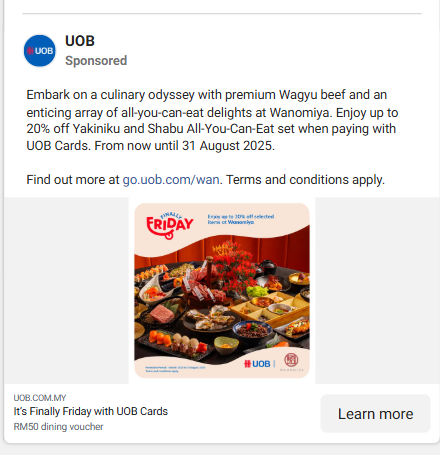 UOB
UOB
Sponsored
Embark on a culinary odyssey with premium Wagyu beef and an
enticing array of all-you-can-eat delights at Wanomiya. Enjoy up to
20% off Yakiniku and Shabu All-You-Can-Eat set when paying with
UOB Cards. From now until 31 August 2025.
Find out more at go.uob.com/wan. Terms and conditions apply.
FINALLY
FRIDAY
Enjoy up to 20% off selected
items at Wanomiya
UOB
UOB.COM.MY
It's Finally Friday with UOB Cards
RM50 dining voucher
Learn more